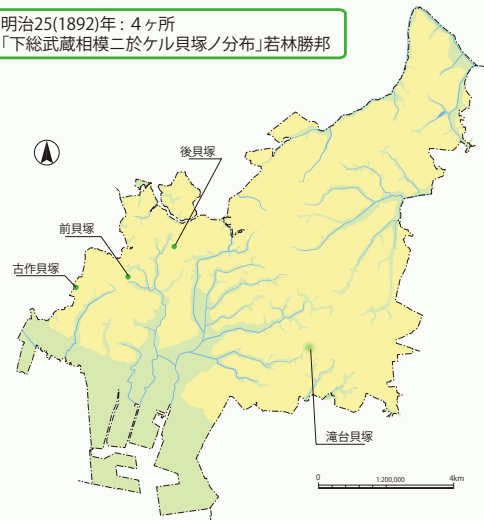 明治25(1892)年：４ヶ所
「下総武蔵相模ニ於ケル貝塚ノ分布」若林勝邦
後貝塚
前貝塚
古作貝塚
滝台貝塚
0 1:200,000 4km